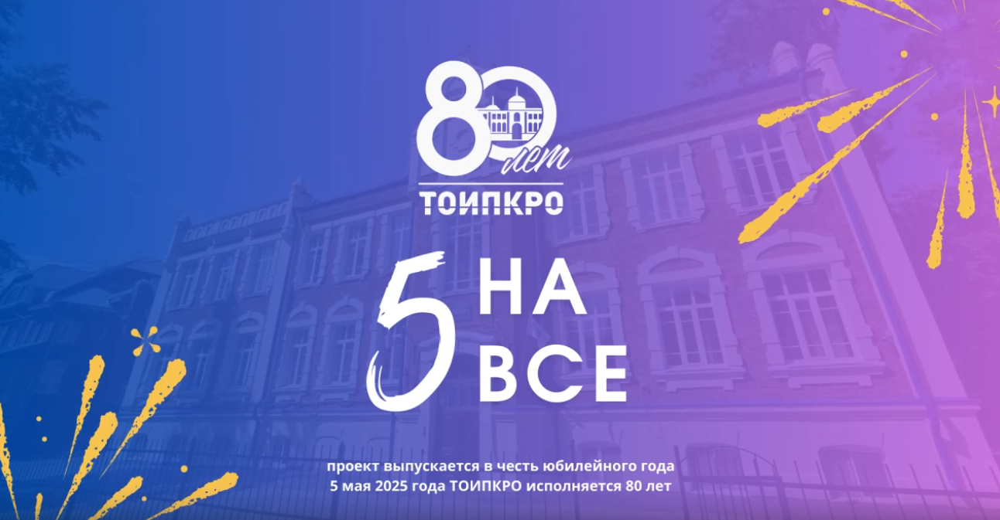 80
лет
ТОИПКРО
5 НА
ВСЕ
проект выпускается в честь юбилейного года
5 мая 2025 года ТОИПКРО исполняется 80 лет